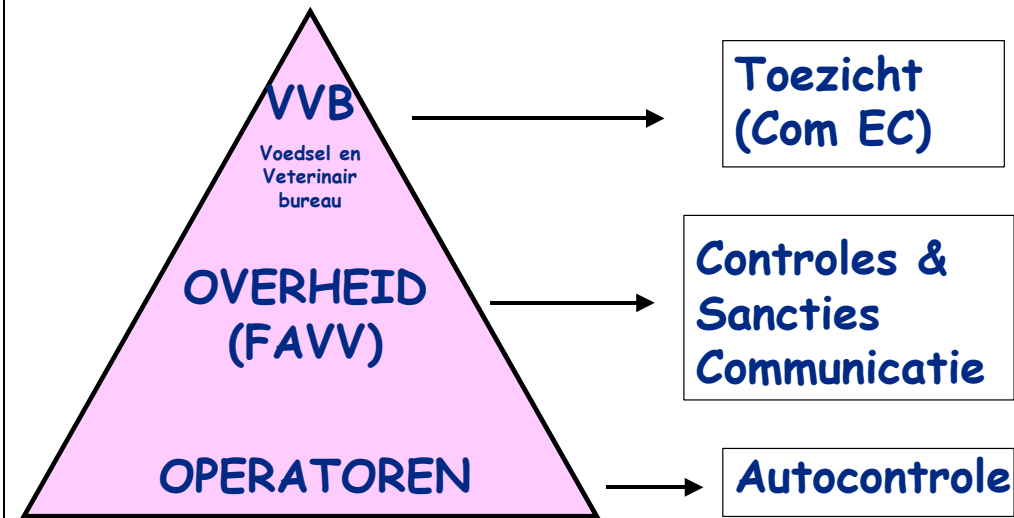 VVB
Voedsel en
Veterinair
bureau
Toezicht
(Com EC)
OVERHEID
(FAVV)
Controles &
Sancties
Communicatie
OPERATOREN
Autocontrole